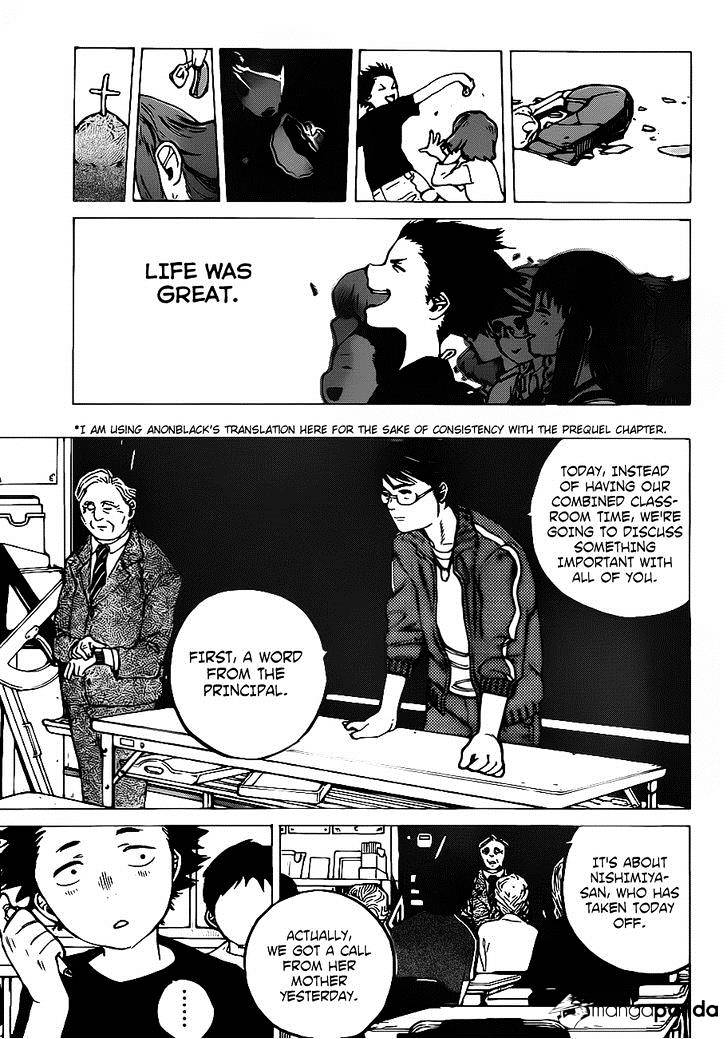 LIFE WAS
GREAT.
*I AM USING ANONBLACK'S TRANSLATION HERE FOR THE SAKE OF CONSISTENCY WITH THE PREQUEL CHAPTER.
TODAY, INSTEAD
OF HAVING OUR
COMBINED CLASS-
ROOM TIME, WE'RE
GOING TO DISCUSS
SOMETHING
IMPORTANT WITH
ALL OF YOU.
FIRST, A WORD
FROM THE
PRINCIPAL.
IT'S ABOUT
NISHIMIYA-
SAN, WHO HAS
TAKEN TODAY
OFF.
ACTUALLY,
WE GOT A CALL
FROM HER
MOTHER
YESTERDAY.
......
mangapanda